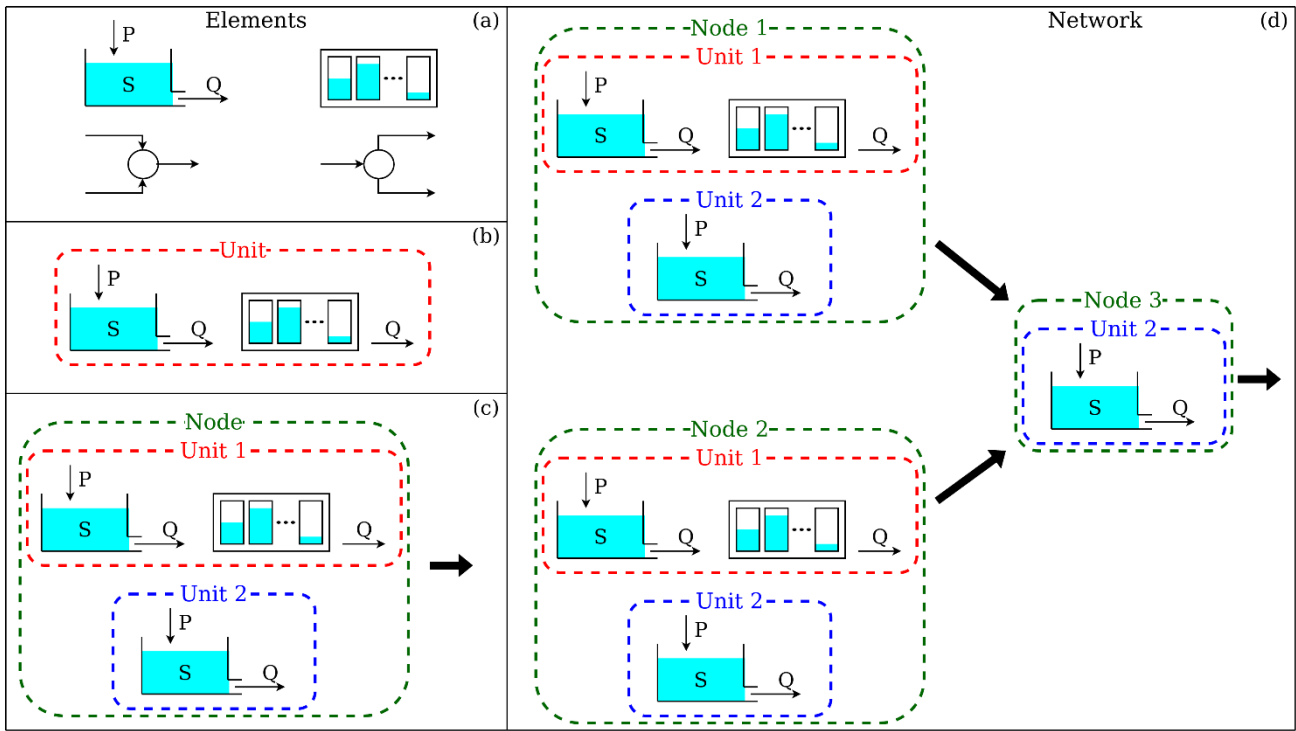 Elements
(a)
P
S
Q
...
(b)
Unit
P
S
Q
...
Q
(c)
Node
Unit 1
P
S
Q
...
Q
Unit 2
P
S
Q
Network
(d)
Node 1
Unit 1
P
S
Q
...
Q
Unit 2
P
S
Q
Node 2
Unit 1
P
S
Q
...
Q
Unit 2
P
S
Q
Node 3
Unit 2
P
S
Q